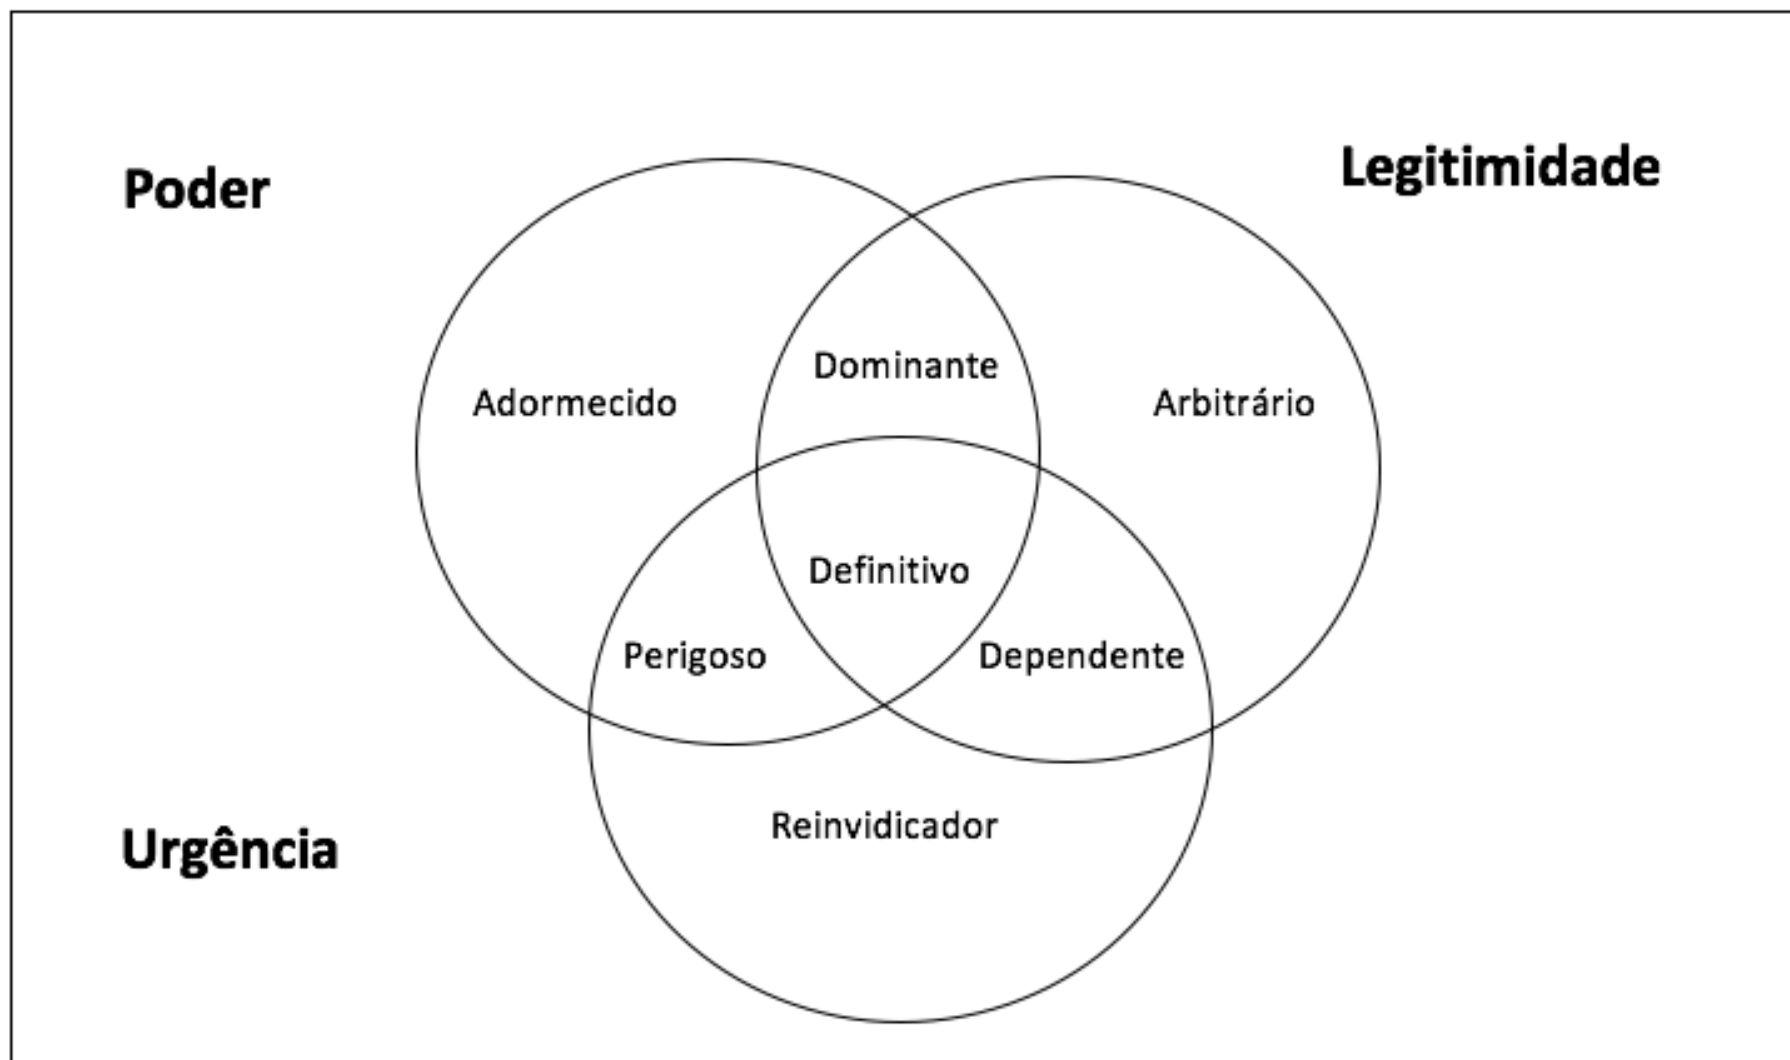 Poder
Legitimidade
Dominante
Adormecido
Arbitrário
Definitivo
Perigoso
Dependente
Reinvidicador
Urgência